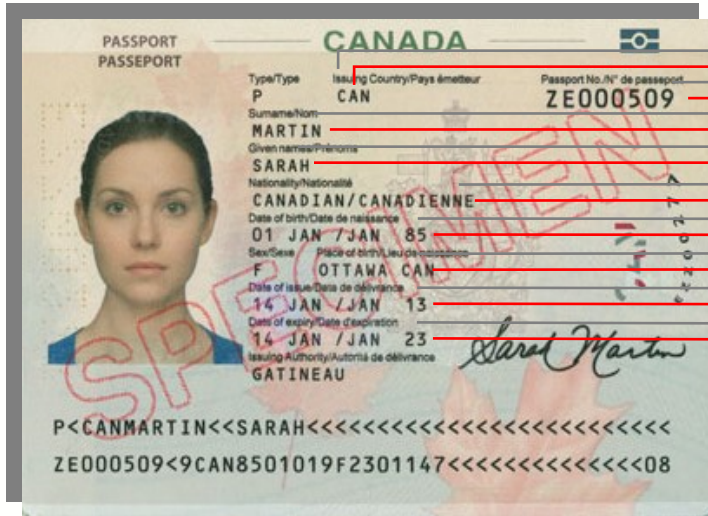 PASSPORT
PASSEPORT
CANADA
Type/Type Issuing Country/Pays émetteur Passport No./N° de passeport
P CAN ZE000509
Surname/Nom
MARTIN
Given names/Prénoms
SARAH
Nationality/Nationalité
CANADIAN/CANADIENNE
Date of birth/Date de naissance
01 JAN /JAN 85
Sex/Sexe Place of birth/Lieu de naissance
F OTTAWA CAN
Date of issue/Date de délivrance
14 JAN /JAN 13
Date of expiry/Date d'expiration
14 JAN /JAN 23
Issuing Authority/Autorité de délivrance
GATINEAU
Sarah Martin
SPECIMEN
P<CANMARTIN<<SARAH<<<<<<<<<<<<<<<<<<<<<<<<<<
ZE000509<9CAN8501019F2301147<<<<<<<<<<<<<<08